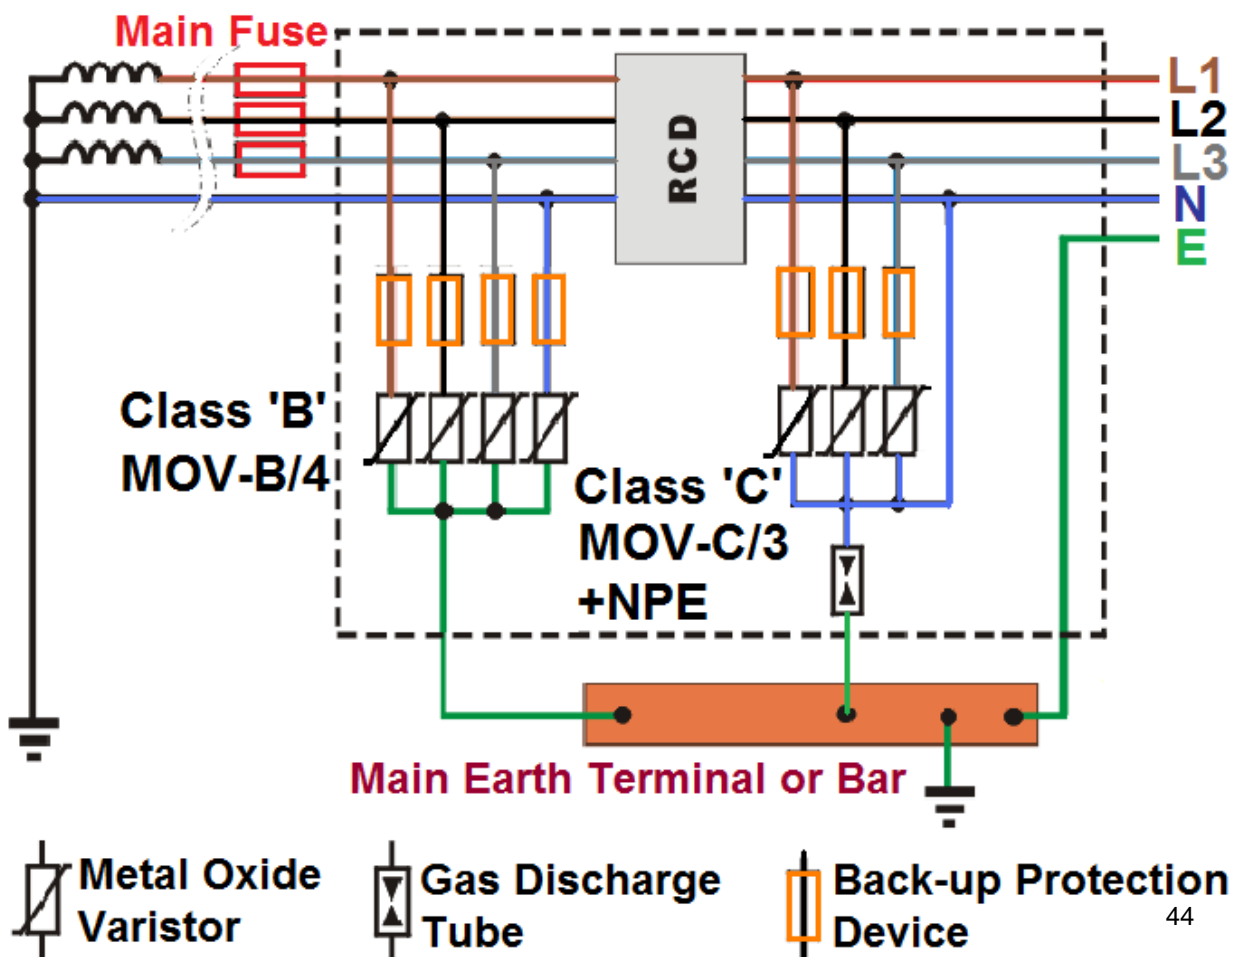 Main Fuse
L1
L2
L3
N
E
RCD
Class 'B'
MOV-B/4
Class 'C'
MOV-C/3
+NPE
Main Earth Terminal or Bar
Metal Oxide
Varistor
Gas Discharge
Tube
Back-up Protection
Device
44